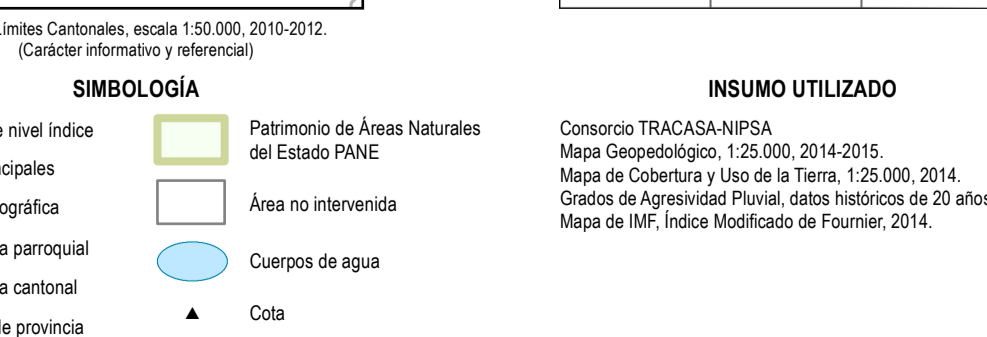 ímites Cantonales, escala 1:50.000, 2010-2012.
(Carácter informativo y referencial)
SIMBOLOGÍA
e nivel índice
ncipales
ográfica
a parroquial
a cantonal
de provincia
Patrimonio de Áreas Naturales
del Estado PANE
Área no intervenida
Cuerpos de agua
Cota
INSUMO UTILIZADO
Consorcio TRACASA-NIPSA
Mapa Geopedológico, 1:25.000, 2014-2015.
Mapa de Cobertura y Uso de la Tierra, 1:25.000, 2014.
Grados de Agresividad Pluvial, datos históricos de 20 años
Mapa de IMF, Índice Modificado de Fournier, 2014.